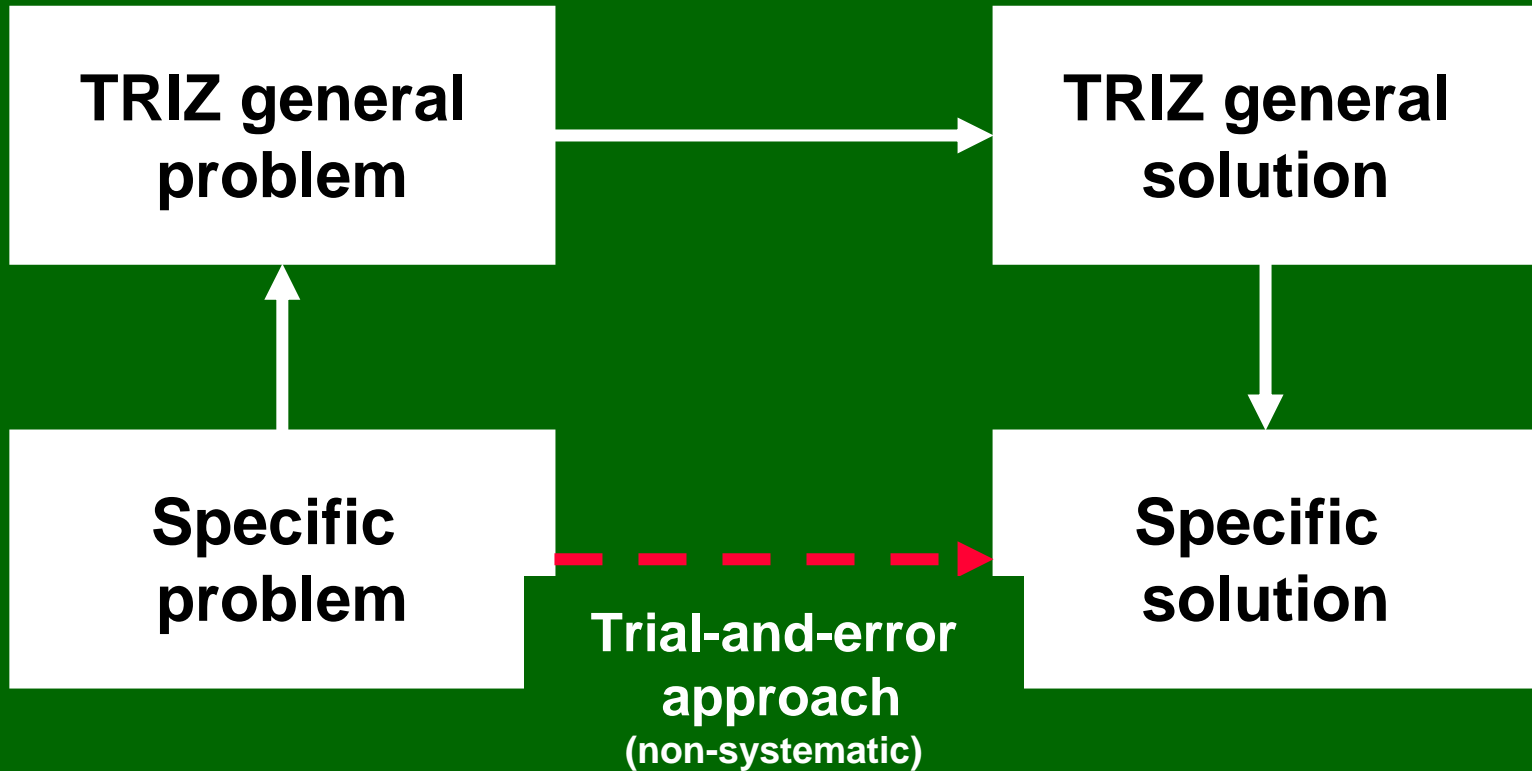 TRIZ general
problem
TRIZ general
solution
Specific
problem
Specific
solution
Trial-and-error
approach
(non-systematic)